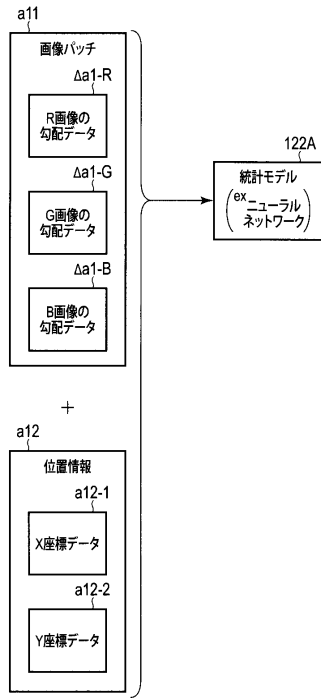 a11
画像パッチ
Δa1-R
R画像の
勾配データ
Δa1-G
G画像の
勾配データ
Δa1-B
B画像の
勾配データ
+
a12
位置情報
a12-1
X座標データ
a12-2
Y座標データ
122A
統計モデル
(ex ニューラル
ネットワーク)